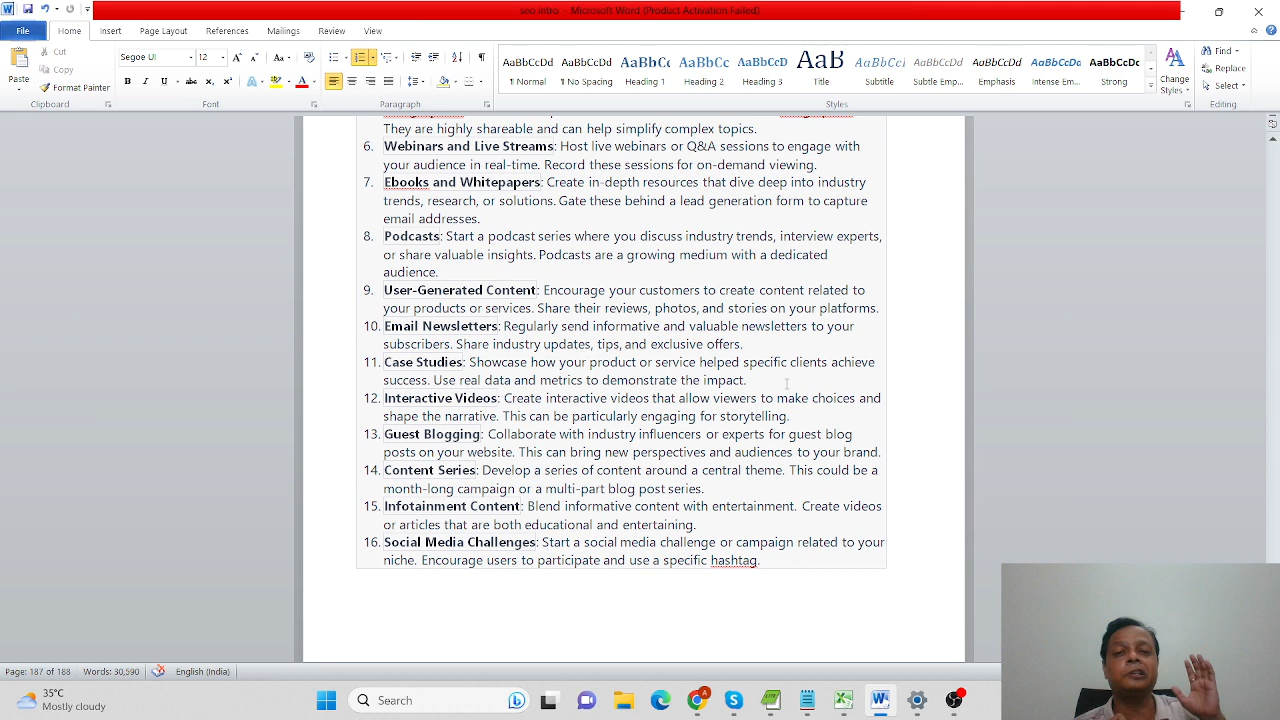 seo.intro - Microsoft Word (Product Activation Failed)
File Home Insert Page Layout References Mailings Review View
Paste Cut Copy Format Painter
Segoe UI 12
AaBbCcDd AaBbCcDd AaBbCc AaBbCc AaBbCcD AaB AaBbCcI AaBbCcDd AaBbCcDd AaBbCcDd AaBbCcDd
¶ Normal ¶ No Spacing Heading 1 Heading 2 Heading 3 Title Subtitle Subtle Emp... Emphasis Intense Em... Strong
Change Styles
Find Replace Select
Clipboard Font Paragraph Styles Editing
They are highly shareable and can help simplify complex topics.
6. Webinars and Live Streams: Host live webinars or Q&A sessions to engage with
your audience in real-time. Record these sessions for on-demand viewing.
7. Ebooks and Whitepapers: Create in-depth resources that dive deep into industry
trends, research, or solutions. Gate these behind a lead generation form to capture
email addresses.
8. Podcasts: Start a podcast series where you discuss industry trends, interview experts,
or share valuable insights. Podcasts are a growing medium with a dedicated
audience.
9. User-Generated Content: Encourage your customers to create content related to
your products or services. Share their reviews, photos, and stories on your platforms.
10. Email Newsletters: Regularly send informative and valuable newsletters to your
subscribers. Share industry updates, tips, and exclusive offers.
11. Case Studies: Showcase how your product or service helped specific clients achieve
success. Use real data and metrics to demonstrate the impact.
12. Interactive Videos: Create interactive videos that allow viewers to make choices and
shape the narrative. This can be particularly engaging for storytelling.
13. Guest Blogging: Collaborate with industry influencers or experts for guest blog
posts on your website. This can bring new perspectives and audiences to your brand.
14. Content Series: Develop a series of content around a central theme. This could be a
month-long campaign or a multi-part blog post series.
15. Infotainment Content: Blend informative content with entertainment. Create videos
or articles that are both educational and entertaining.
16. Social Media Challenges: Start a social media challenge or campaign related to your
niche. Encourage users to participate and use a specific hashtag.
Page: 187 of 188 Words: 30,590 English (India)
35°C
Mostly cloudy
Search